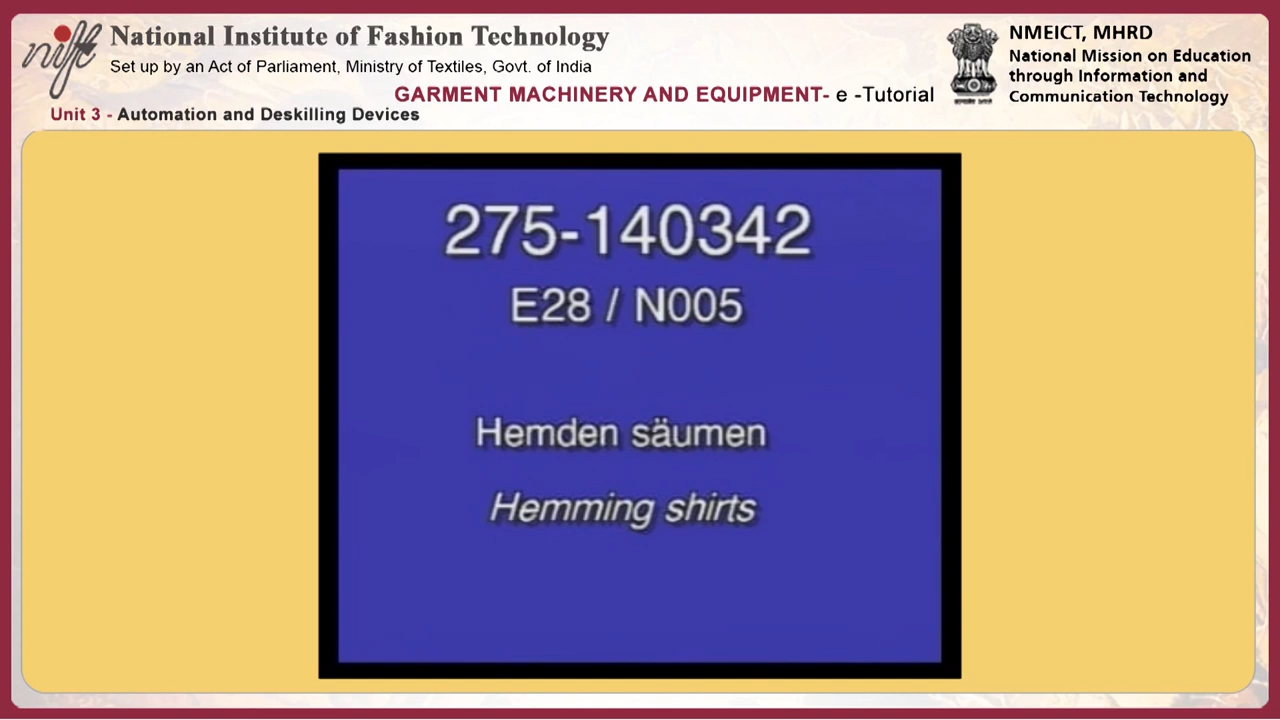 nift
National Institute of Fashion Technology
Set up by an Act of Parliament, Ministry of Textiles, Govt. of India
GARMENT MACHINERY AND EQUIPMENT- e -Tutorial
Unit 3 - Automation and Deskilling Devices
NMEICT, MHRD
National Mission on Education
through Information and
Communication Technology
275-140342
E28 / N005
Hemden säumen
Hemming shirts